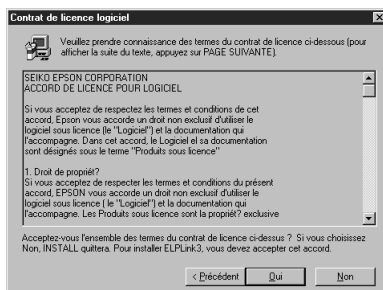 Contrat de licence logiciel
Veuillez prendre connaissance des termes du contrat de licence ci-dessous (pour
afficher la suite du texte, appuyez sur PAGE SUIVANTE).
SEIKO EPSON CORPORATION
ACCORD DE LICENCE POUR LOGICIEL
Si vous acceptez de respectez les termes et conditions de cet
accord, Epson vous accorde un droit non exclusif d'utiliser le
logiciel sous licence (le "Logiciel") et la documentation qui
l'accompagne. Dans cet accord, le Logiciel el sa documentation
sont désignés sous le terme "Produits sous licence"
1. Droit de propriét?
Si vous acceptez de respecter les termes et conditions du présent
accord, EPSON vous accorde un droit non exclusif d'utiliser le
logiciel sous licence ( le "Logiciel") et la documentation qui
l'accompagne. Les Produits sous licence sont la propriét? exclusive
Acceptez-vous l'ensemble des termes du contrat de licence ci-dessus ? Si vous choisissez
Non, INSTALL quittera. Pour installer ELPLink3, vous devez accepter cet accord.
< Précédent Oui Non